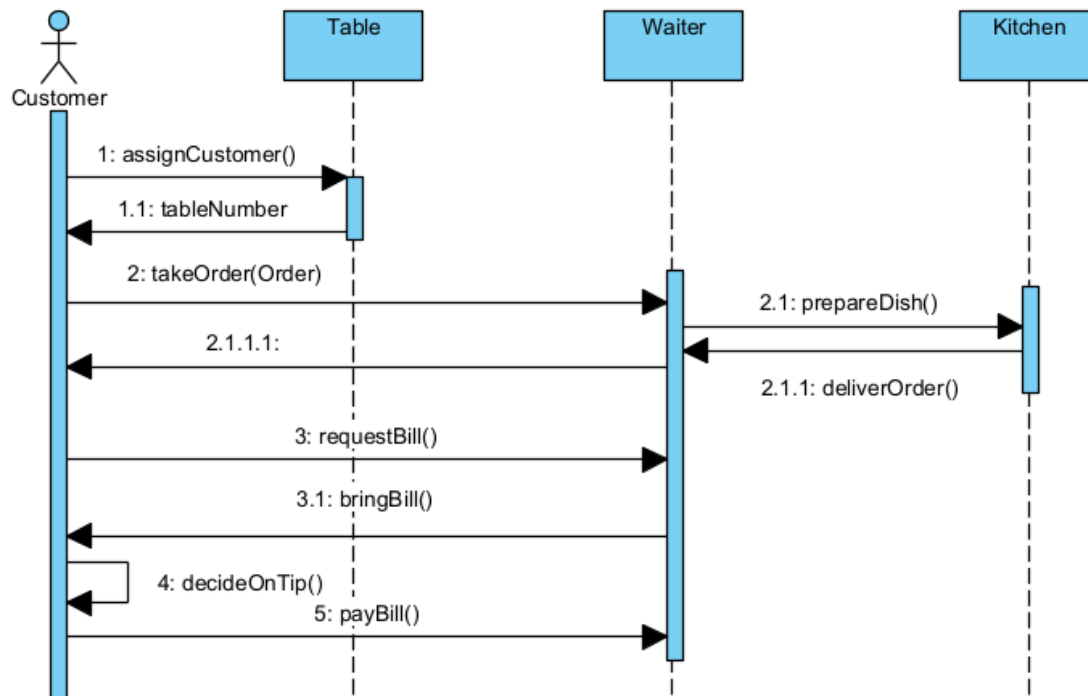 Table
Waiter
Kitchen
Customer
1: assignCustomer()
1.1: tableNumber
2: takeOrder(Order)
2.1: prepareDish()
2.1.1.1:
2.1.1: deliverOrder()
3: requestBill()
3.1: bringBill()
4: decideOnTip()
5: payBill()